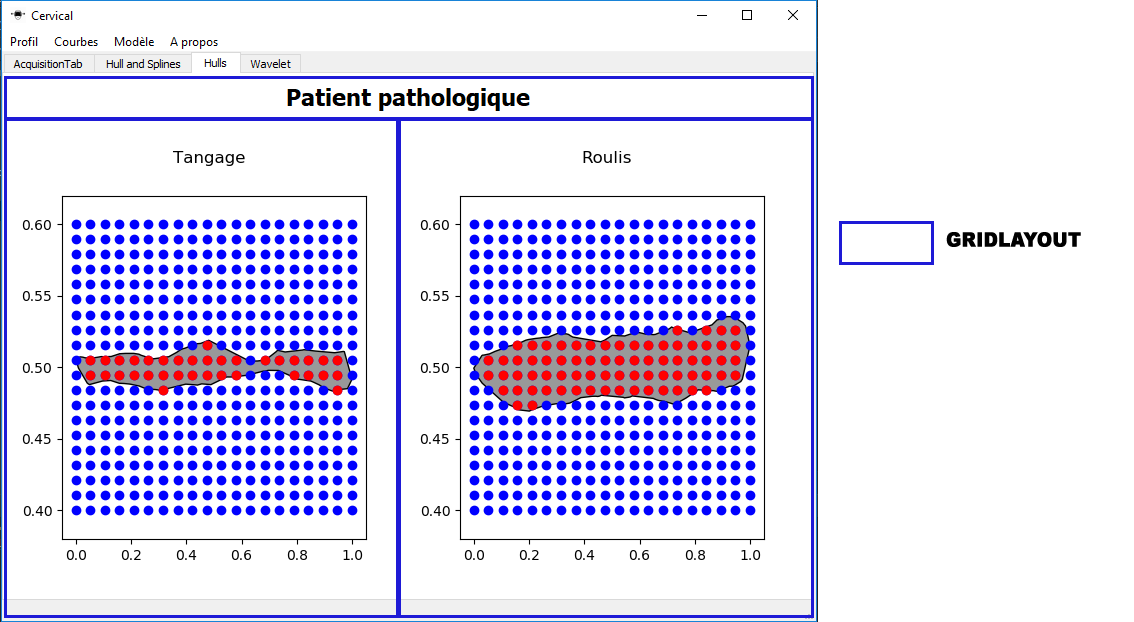 Cervical
Profil Courbes Modèle A propos
AcquisitionTab Hull and Splines Hulls Wavelet
Patient pathologique
Tangage
0.60
0.55
0.50
0.45
0.40
0.0 0.2 0.4 0.6 0.8 1.0
Roulis
0.60
0.55
0.50
0.45
0.40
0.0 0.2 0.4 0.6 0.8 1.0
GRIDLAYOUT